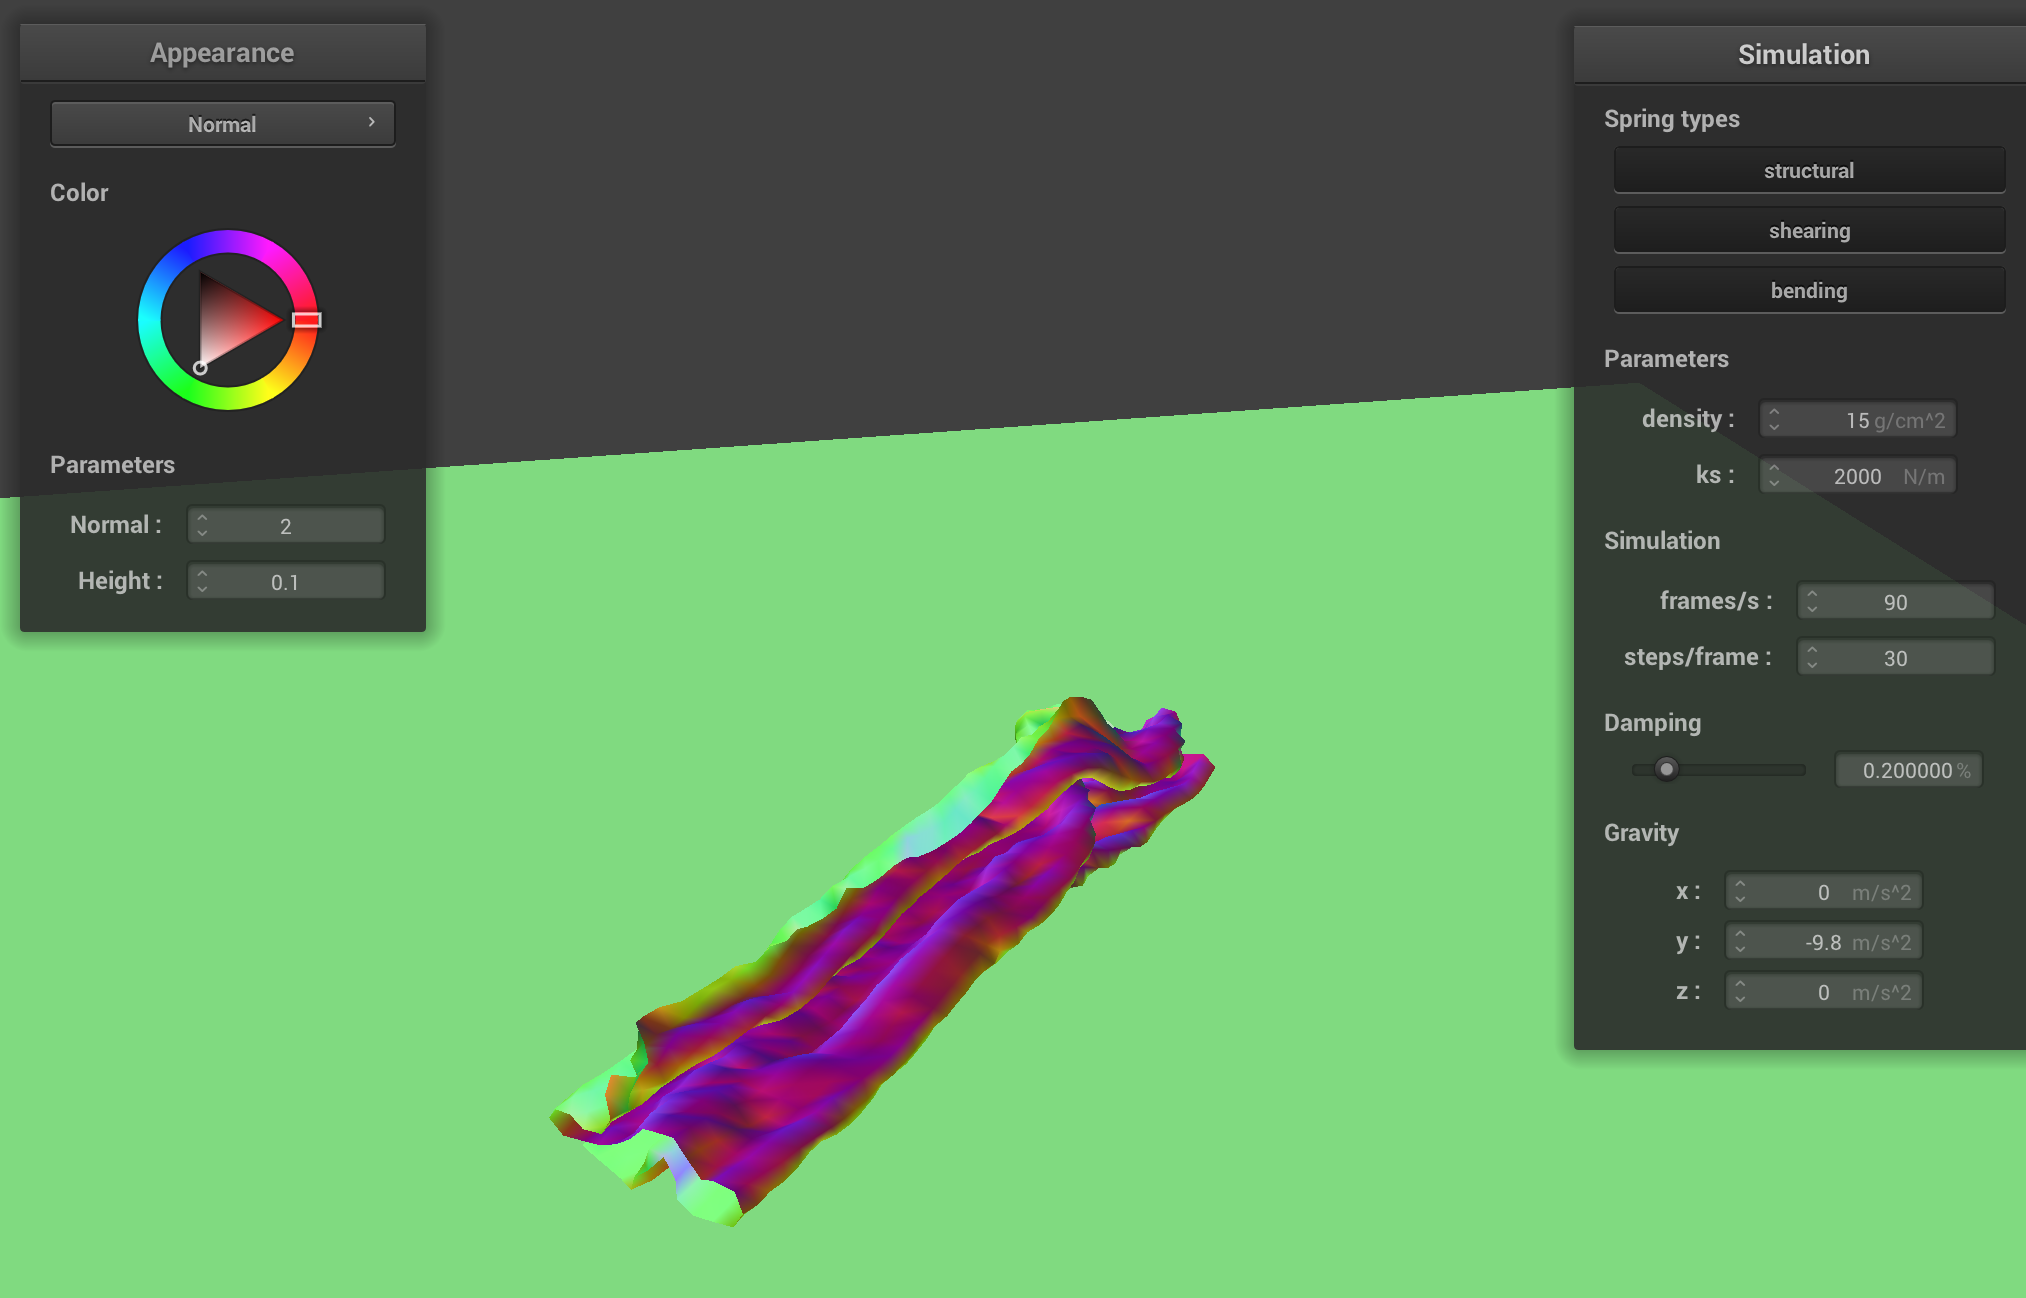 Appearance
Normal
Color
Parameters
Normal : 2
Height : 0.1
Simulation
Spring types
structural
shearing
bending
Parameters
density : 15 g/cm^2
ks : 2000 N/m
Simulation
frames/s : 90
steps/frame : 30
Damping
0.200000 %
Gravity
x : 0 m/s^2
y : -9.8 m/s^2
z : 0 m/s^2